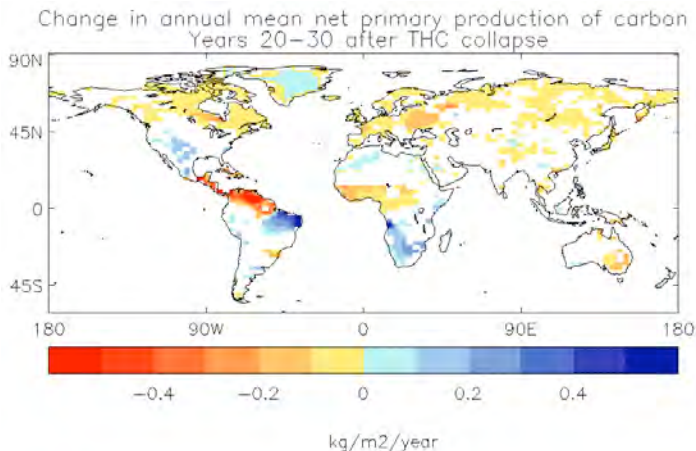 Change in annual mean net primary production of carbon
Years 20−30 after THC collapse
90N
45N
0
45S
180 90W 0 90E 180
−0.4 −0.2 0 0.2 0.4
kg/m2/year